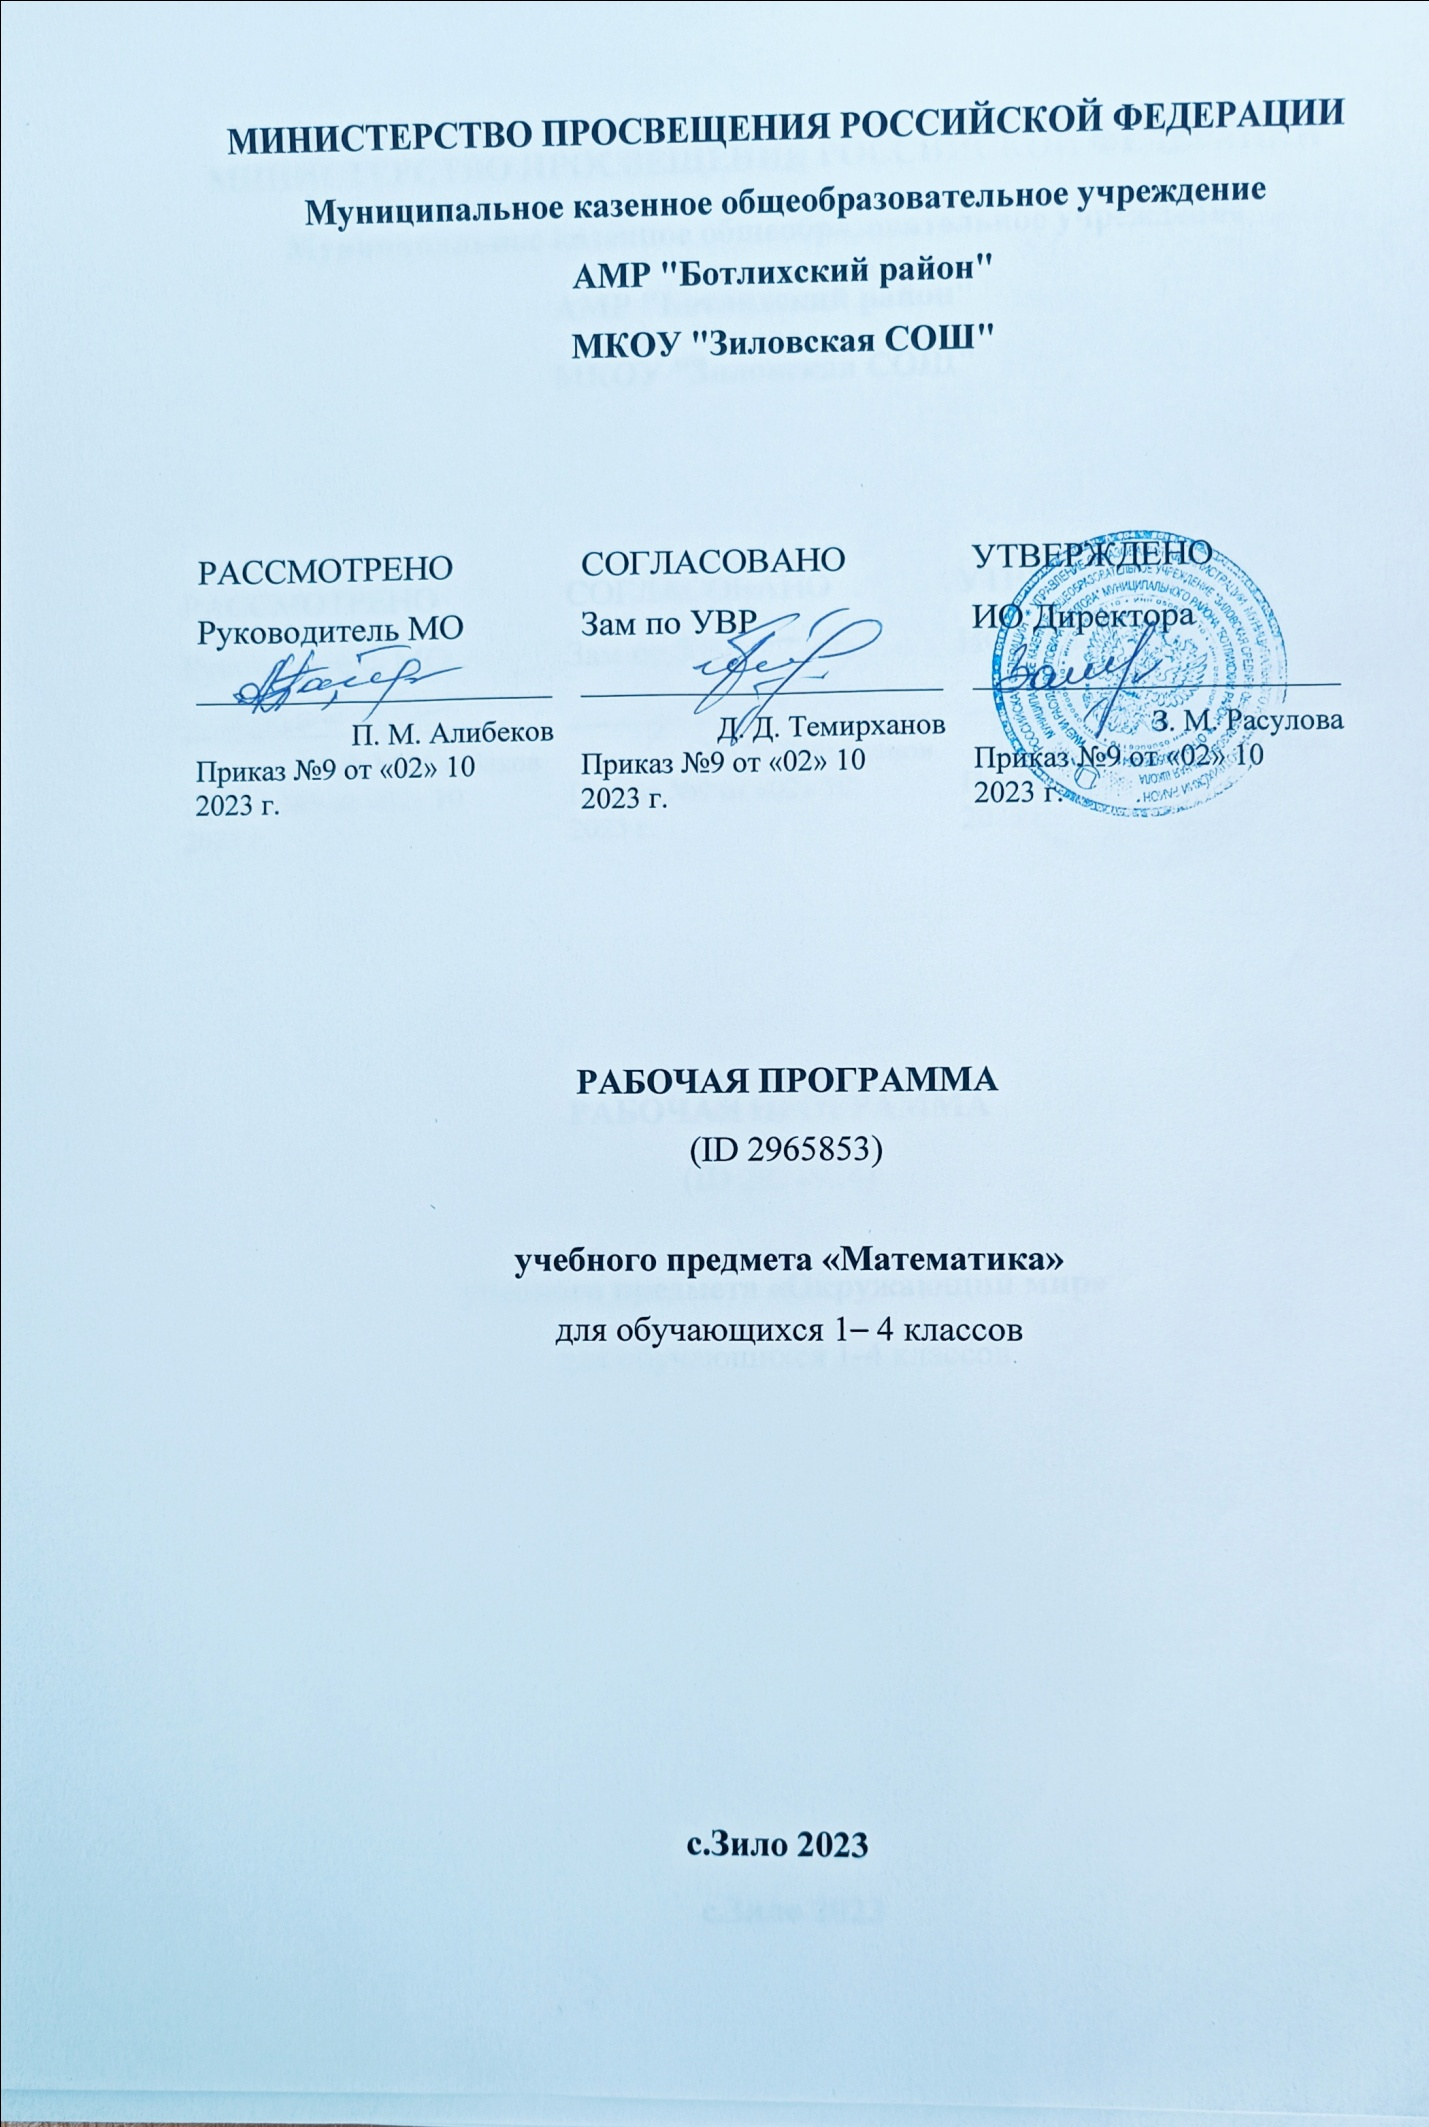 МИНИСТЕРСТВО ПРОСВЕЩЕНИЯ РОССИЙСКОЙ ФЕДЕРАЦИИ
Муниципальное казенное общеобразовательное учреждение
АМР "Ботлихский район"
МКОУ "Зиловская СОШ"
РАССМОТРЕНО
Руководитель МО
П. М. Алибеков
Приказ №9 от «02» 10
2023 г.
СОГЛАСОВАНО
Зам по УВР
Д. Д. Темирханов
Приказ №9 от «02» 10
2023 г.
УТВЕРЖДЕНО
ИО Директора
З. М. Расулова
Приказ №9 от «02» 10
2023 г.
РАБОЧАЯ ПРОГРАММА
(ID 2965853)
учебного предмета «Математика»
для обучающихся 1– 4 классов
с.Зило 2023